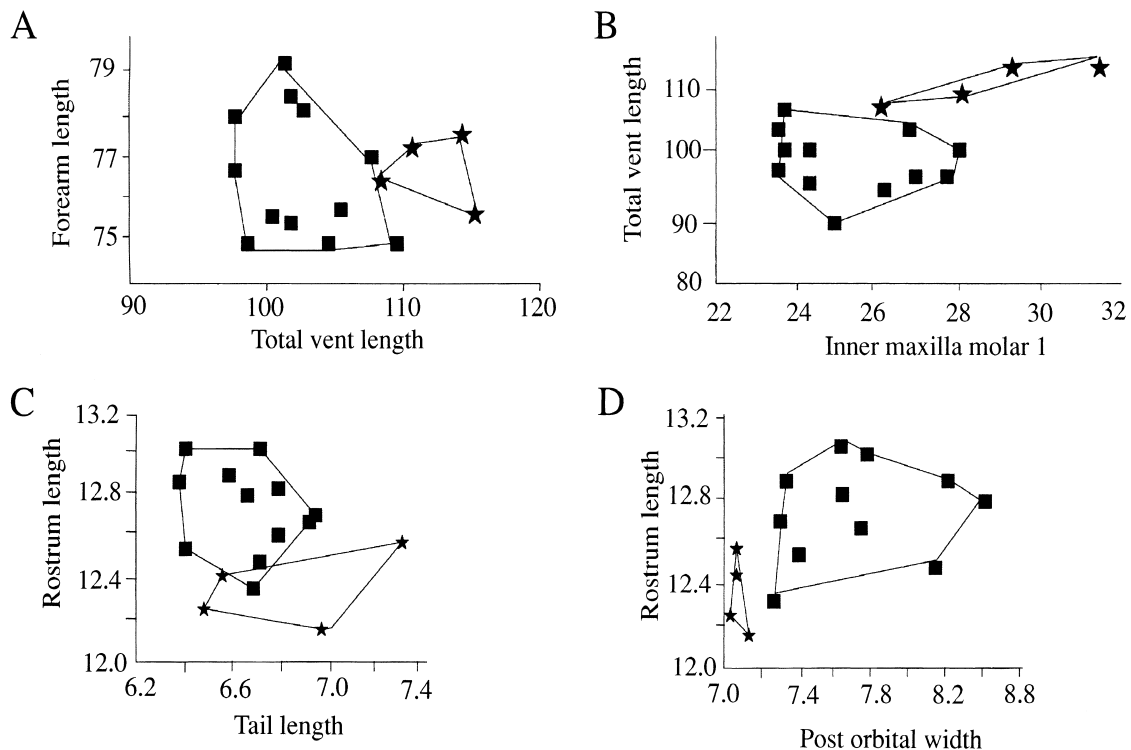 A
Forearm length
79
77
75
90
100
110
120
Total vent length
B
Total vent length
110
100
90
80
22
24
26
28
30
32
Inner maxilla molar 1
C
Rostrum length
13.2
12.8
12.4
12.0
6.2
6.6
7.0
7.4
Tail length
D
Rostrum length
13.2
12.8
12.4
12.0
7.0
7.4
7.8
8.2
8.8
Post orbital width